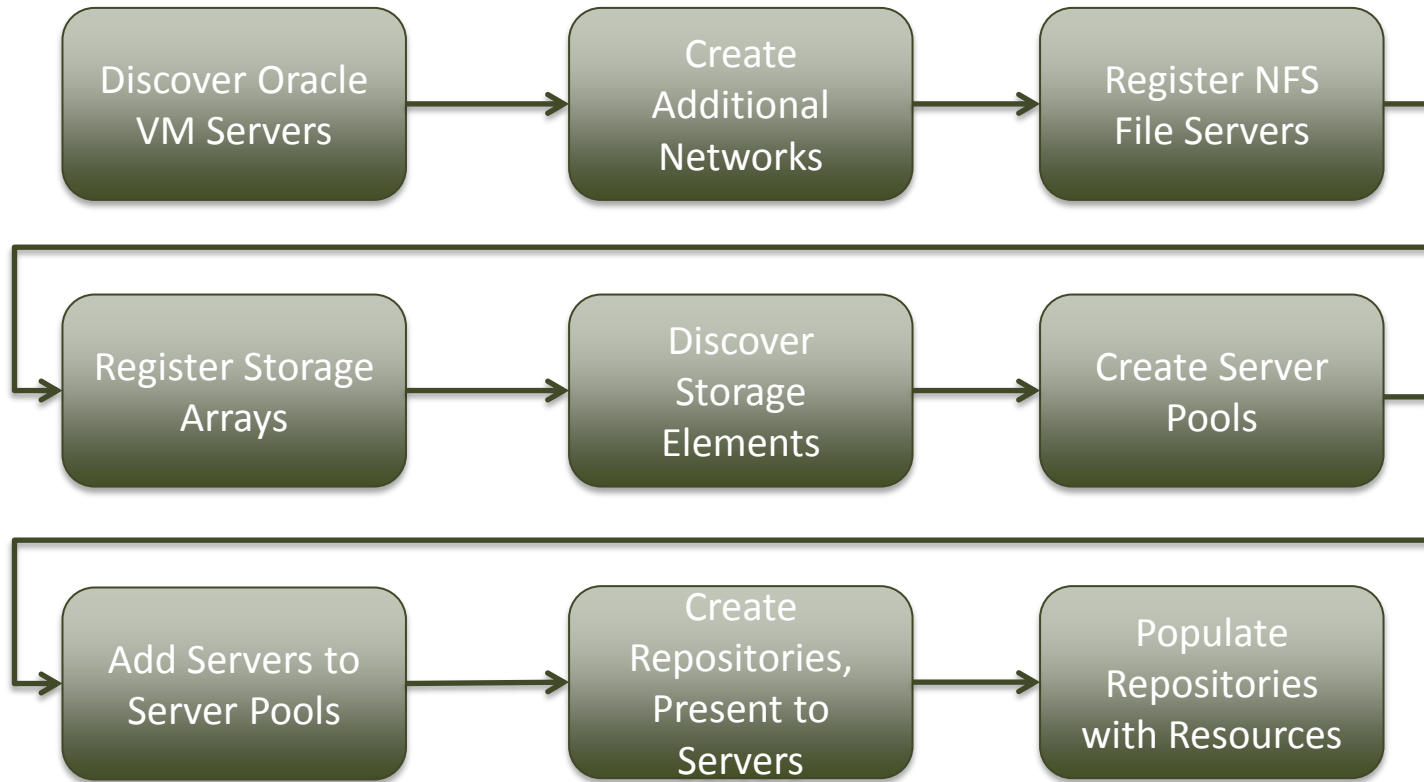 Discover Oracle
VM Servers
Create
Additional
Networks
Register NFS
File Servers
Register Storage
Arrays
Discover
Storage
Elements
Create Server
Pools
Add Servers to
Server Pools
Create
Repositories,
Present to
Servers
Populate
Repositories
with Resources